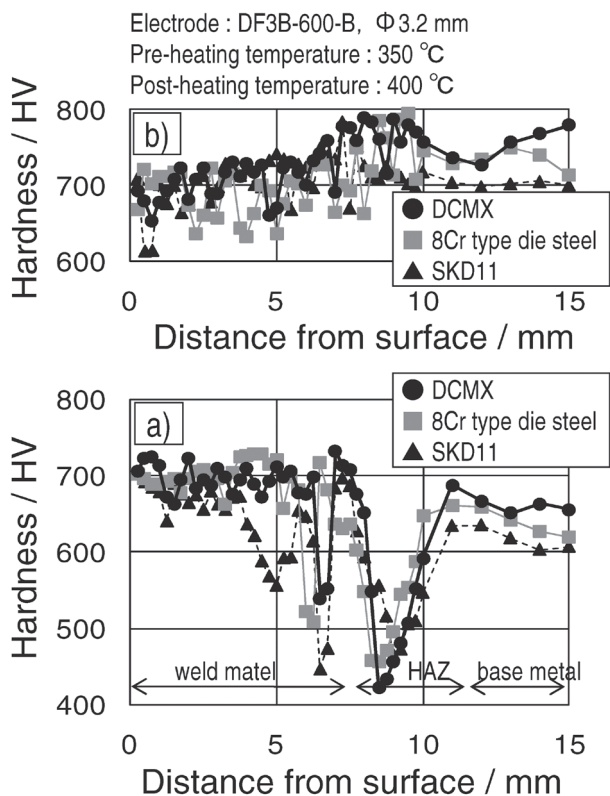 Electrode : DF3B-600-B, Φ3.2 mm
Pre-heating temperature : 350 ℃
Post-heating temperature : 400 ℃
Hardness / HV
800
700
600
b)
DCMX
8Cr type die steel
SKD11
0 5 10 15
Distance from surface / mm
Hardness / HV
800
700
600
500
400
a)
DCMX
8Cr type die steel
SKD11
weld matel HAZ base metal
0 5 10 15
Distance from surface / mm